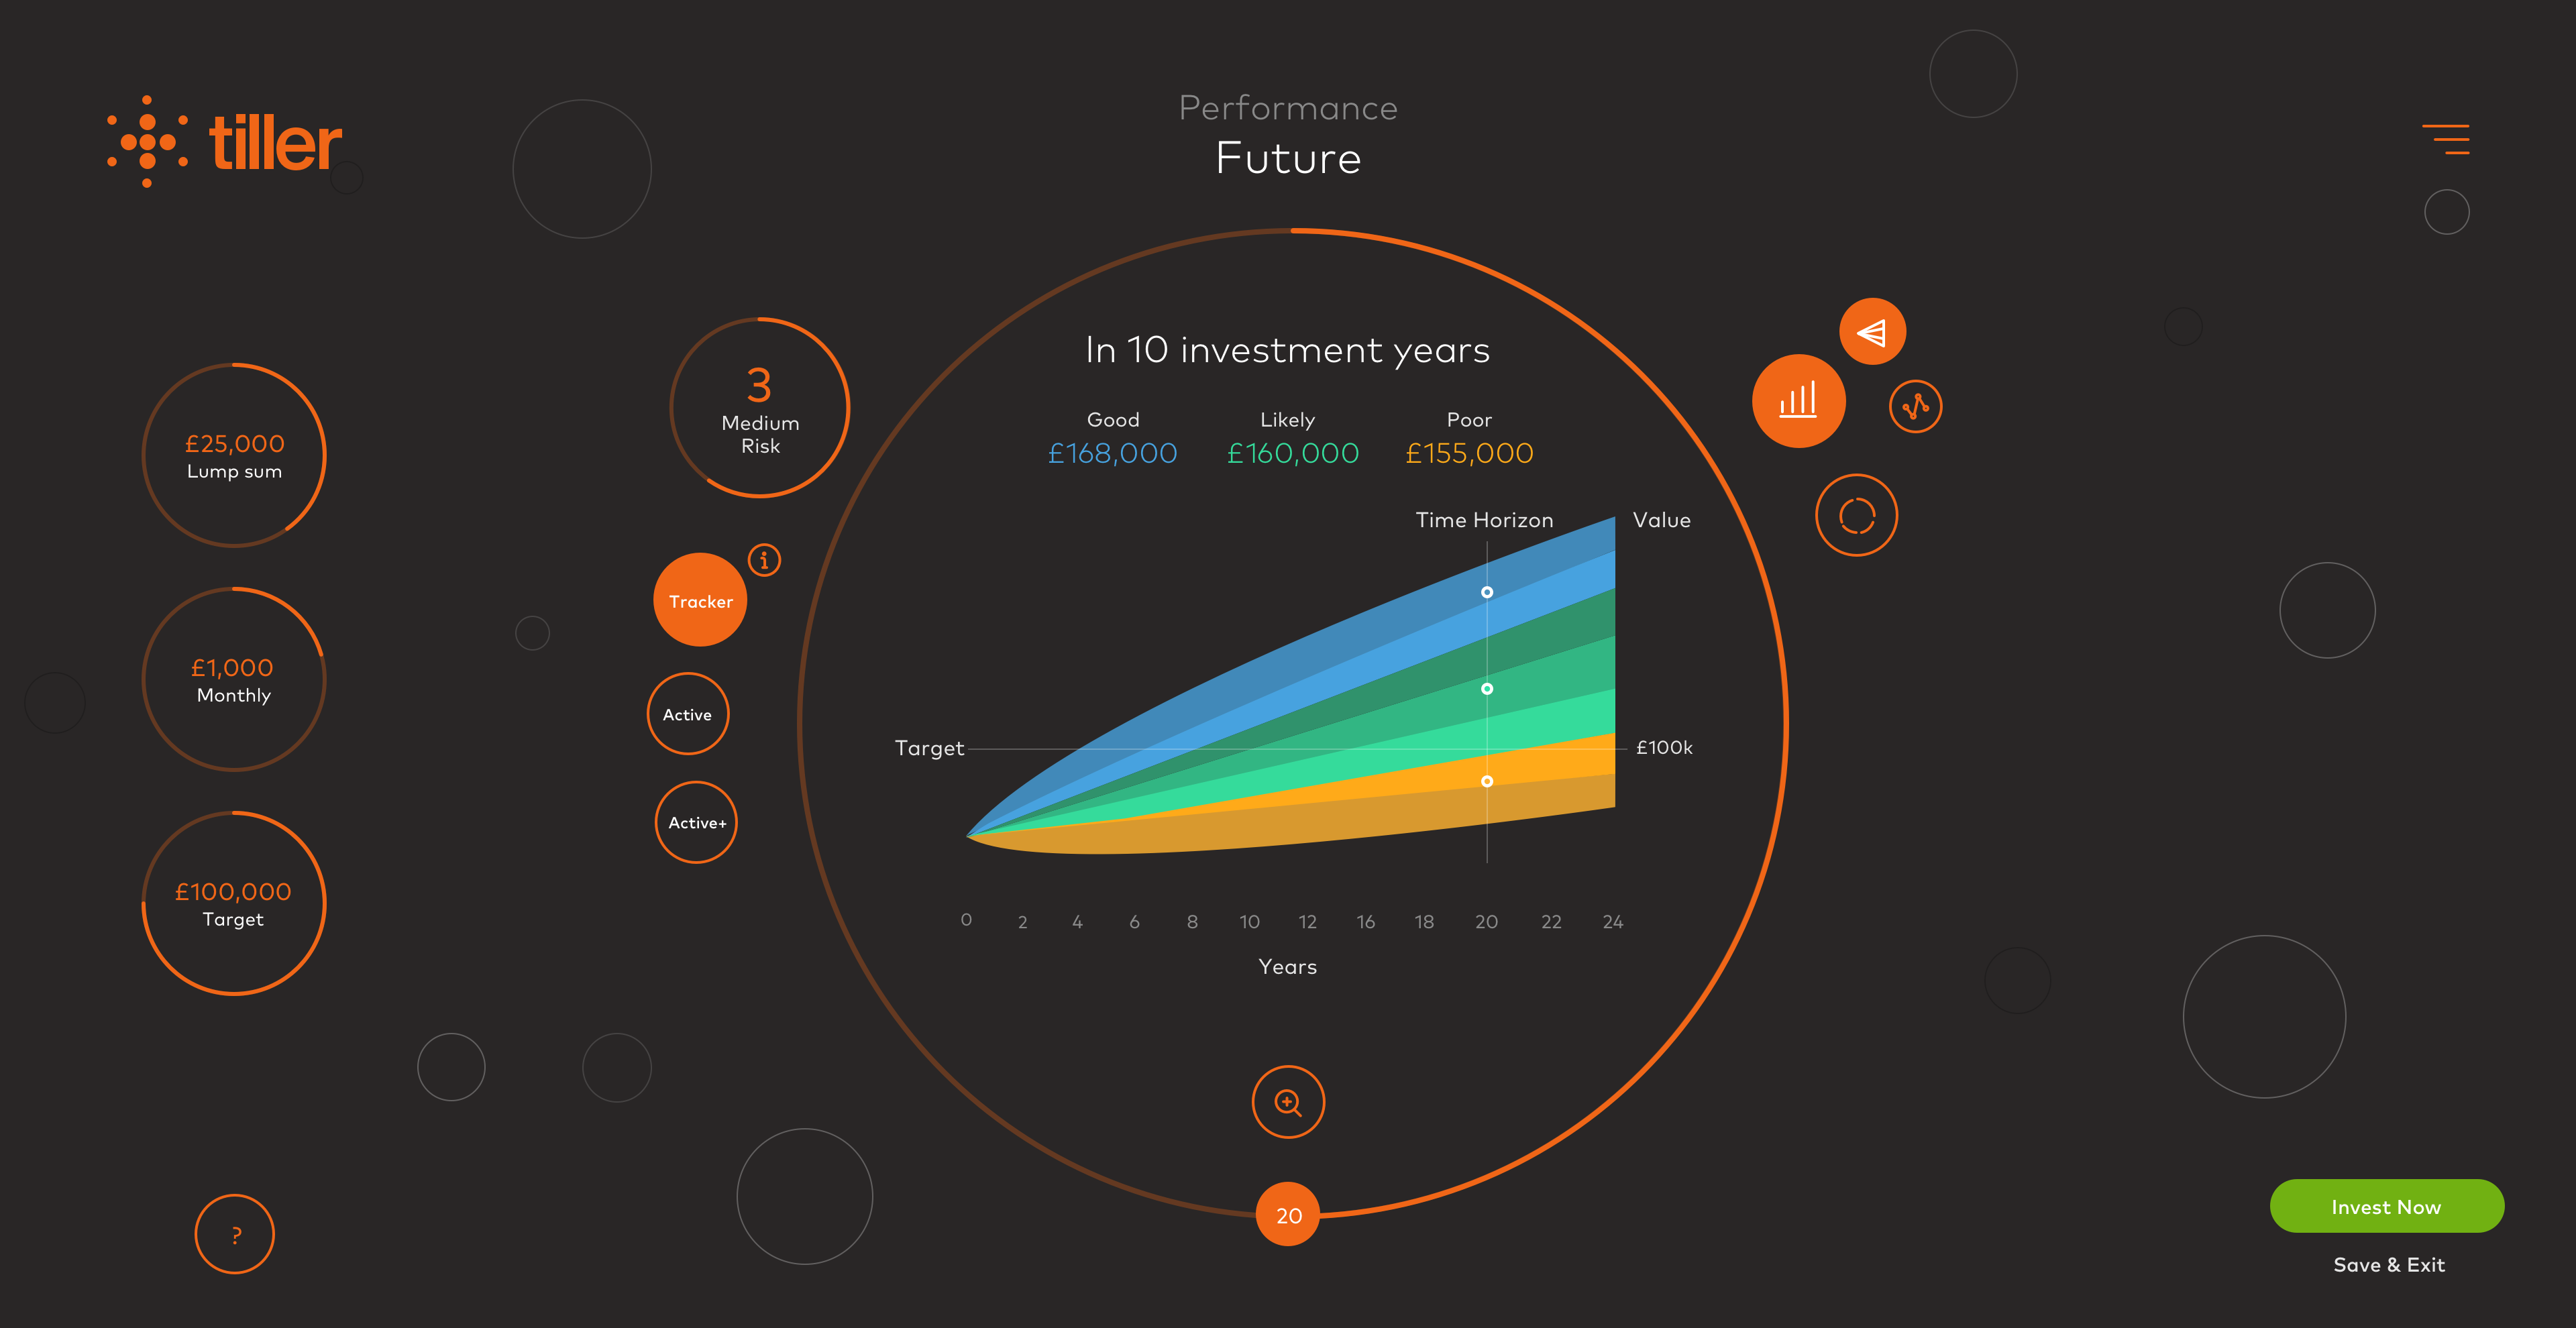 tiller
Performance
Future
£25,000
Lump sum
£1,000
Monthly
£100,000
Target
3
Medium
Risk
i
Tracker
Active
Active+
In 10 investment years
Good Likely Poor
£168,000 £160,000 £155,000
Time Horizon Value
Target £100k
0 2 4 6 8 10 12 16 18 20 22 24
Years
20
?
Invest Now
Save & Exit